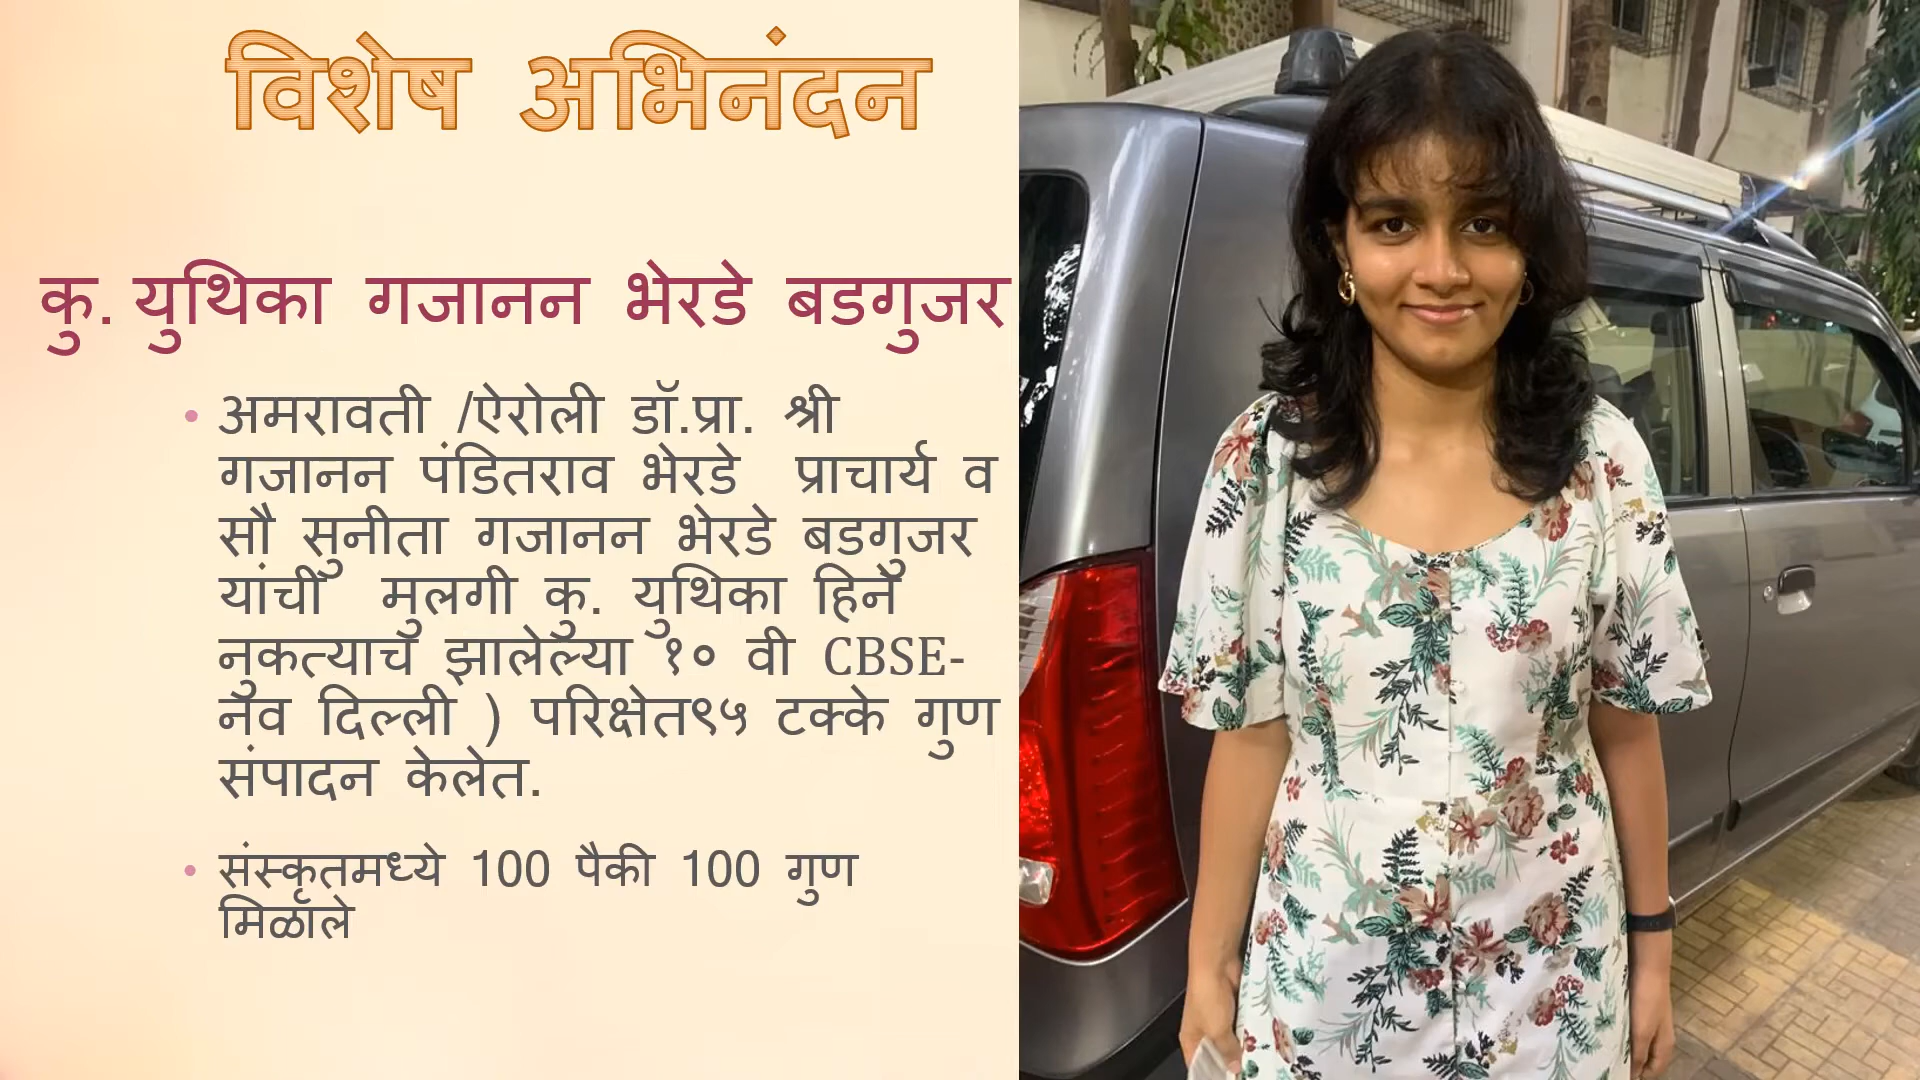 विशेष अभिनंदन
कु. युथिका गजानन भेरडे बडगुजर
• अमरावती /ऐरोली डॉ.प्रा. श्री
गजानन पंडितराव भेरडे प्राचार्य व
सौ सुनीता गजानन भेरडे बडगुजर
यांची मुलगी कु. युथिका हिने
नुकत्याच झालेल्या १० वी CBSE-
नव दिल्ली ) परिक्षेत९५ टक्के गुण
संपादन केलेत.
• संस्कृतमध्ये 100 पैकी 100 गुण
मिळाले